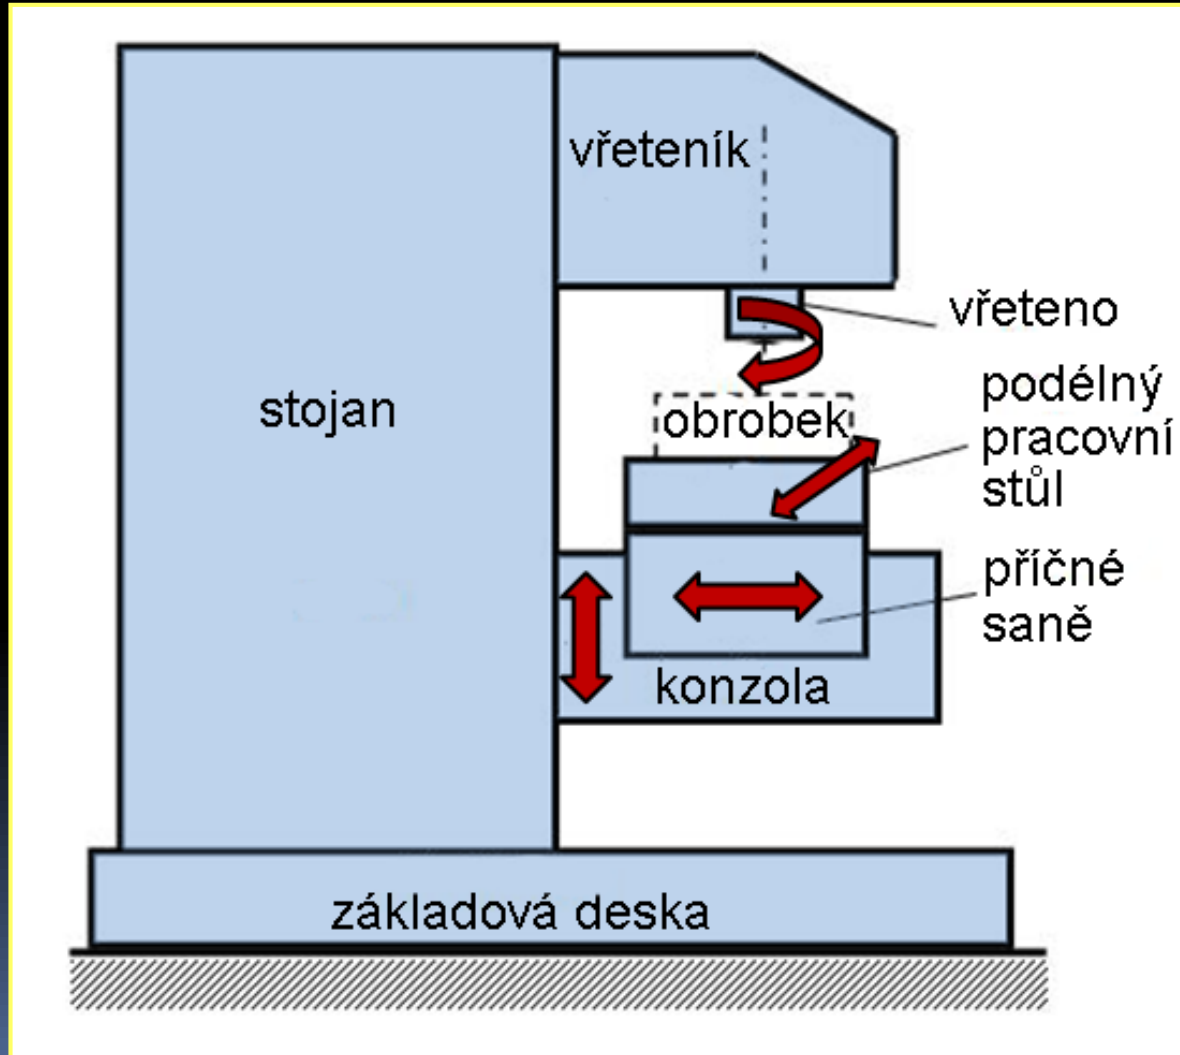 vřeteník
vřeteno
stojan
obrobek
podélný
pracovní
stůl
příčné
saně
konzola
základová deska